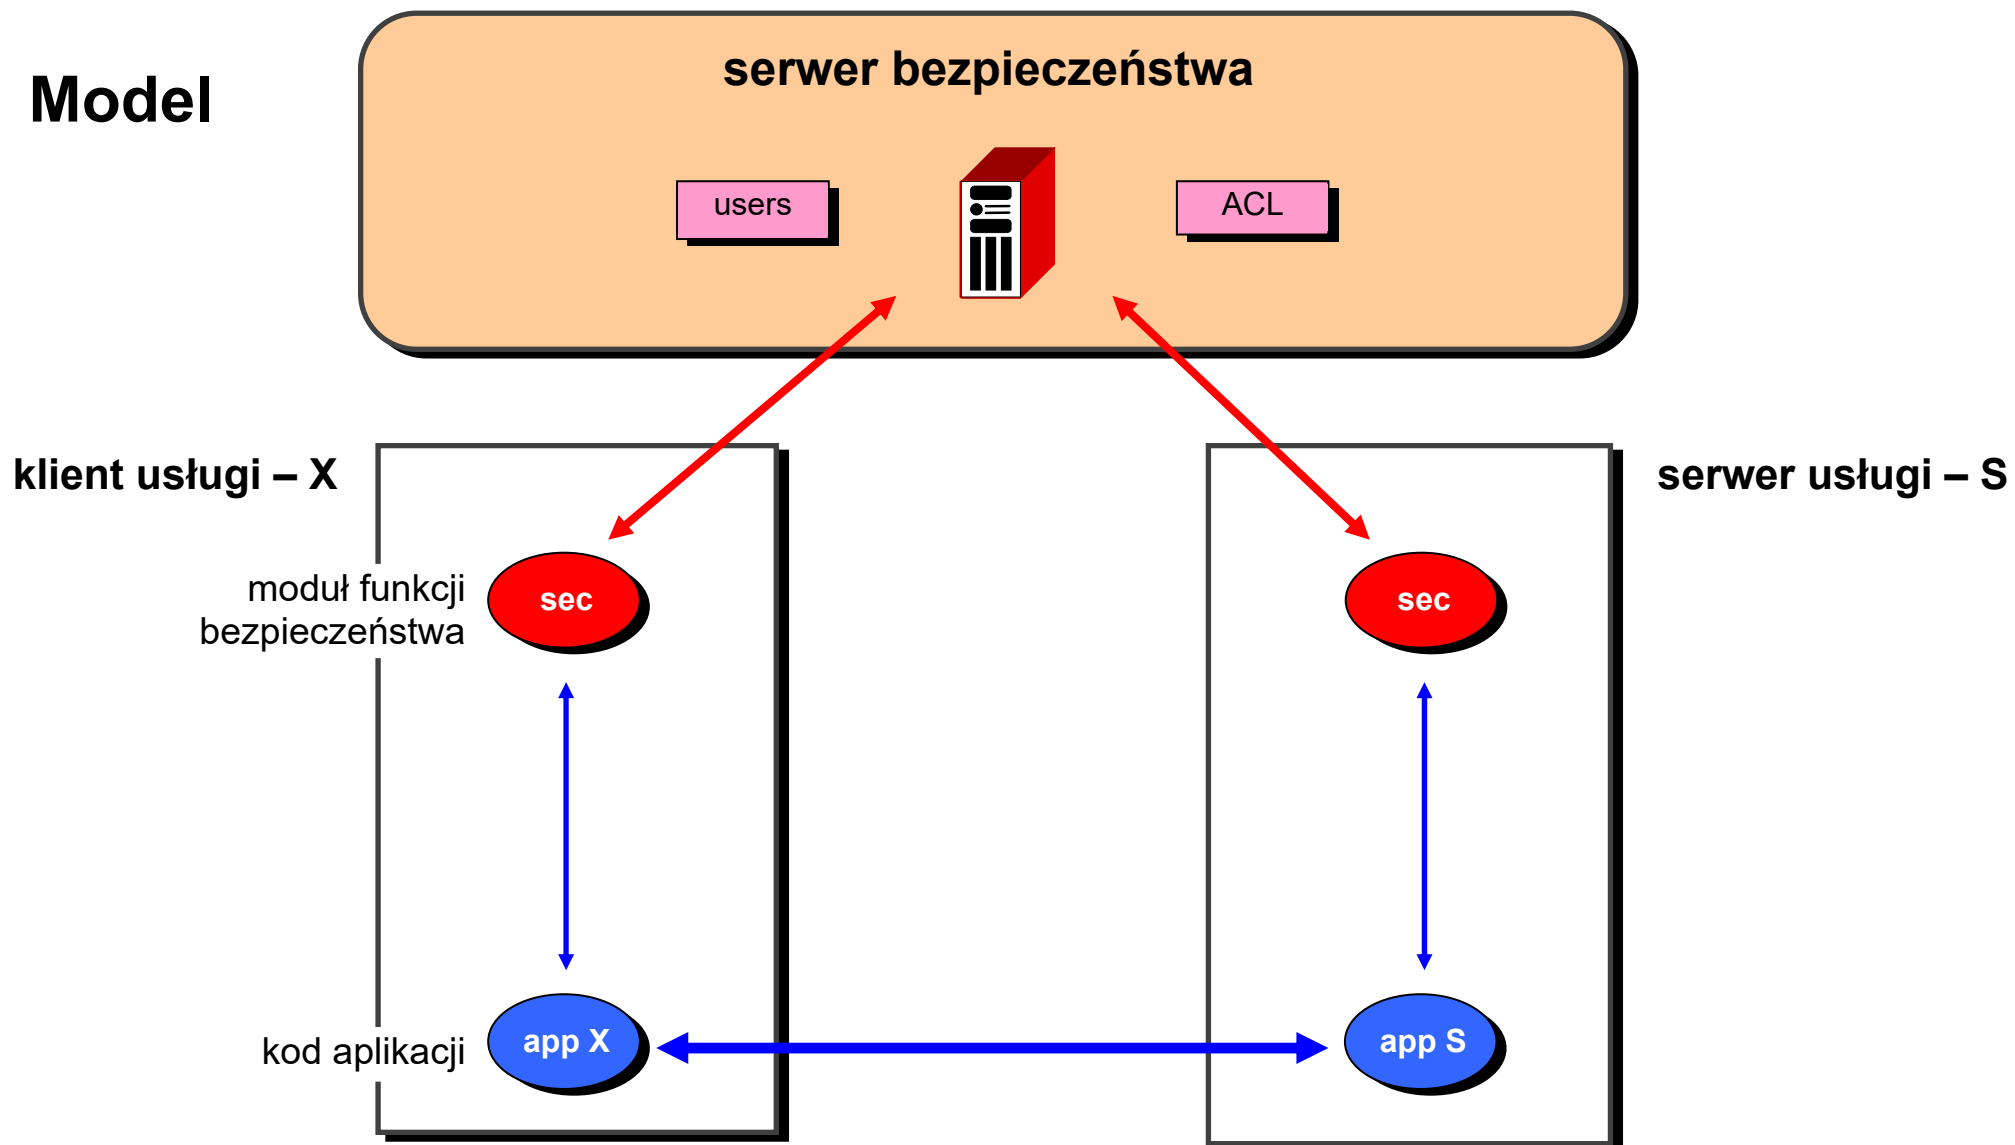 Model
serwer bezpieczeństwa
users
ACL
klient usługi – X
serwer usługi – S
moduł funkcji
bezpieczeństwa
sec
sec
kod aplikacji
app X
app S